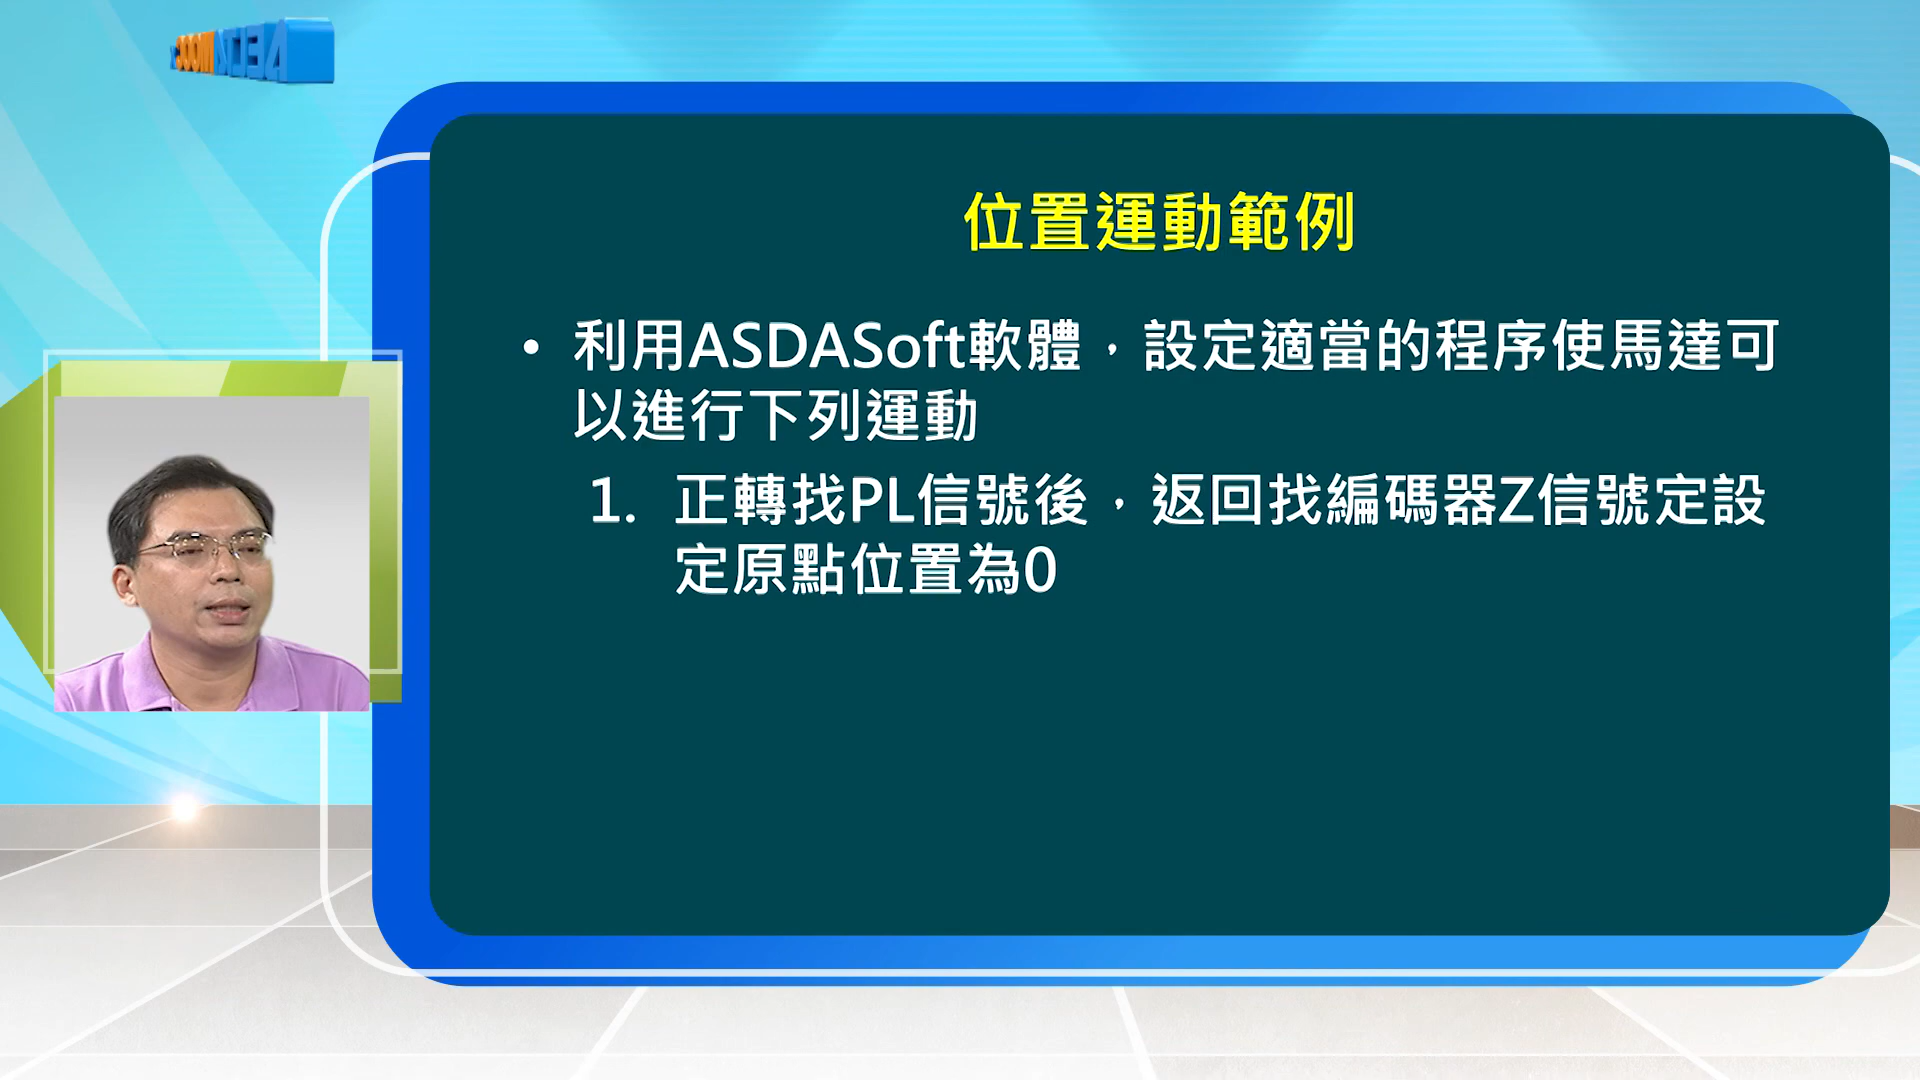 位置運動範例
• 利用ASDASoft軟體，設定適當的程序使馬達可
以進行下列運動
1. 正轉找PL信號後，返回找編碼器Z信號定設
定原點位置為0